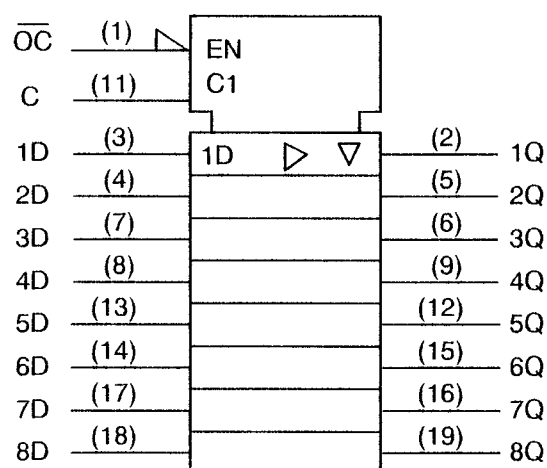 O̅C̅ (1) EN
C (11) C1
1D (3) 1D (2) 1Q
2D (4) (5) 2Q
3D (7) (6) 3Q
4D (8) (9) 4Q
5D (13) (12) 5Q
6D (14) (15) 6Q
7D (17) (16) 7Q
8D (18) (19) 8Q